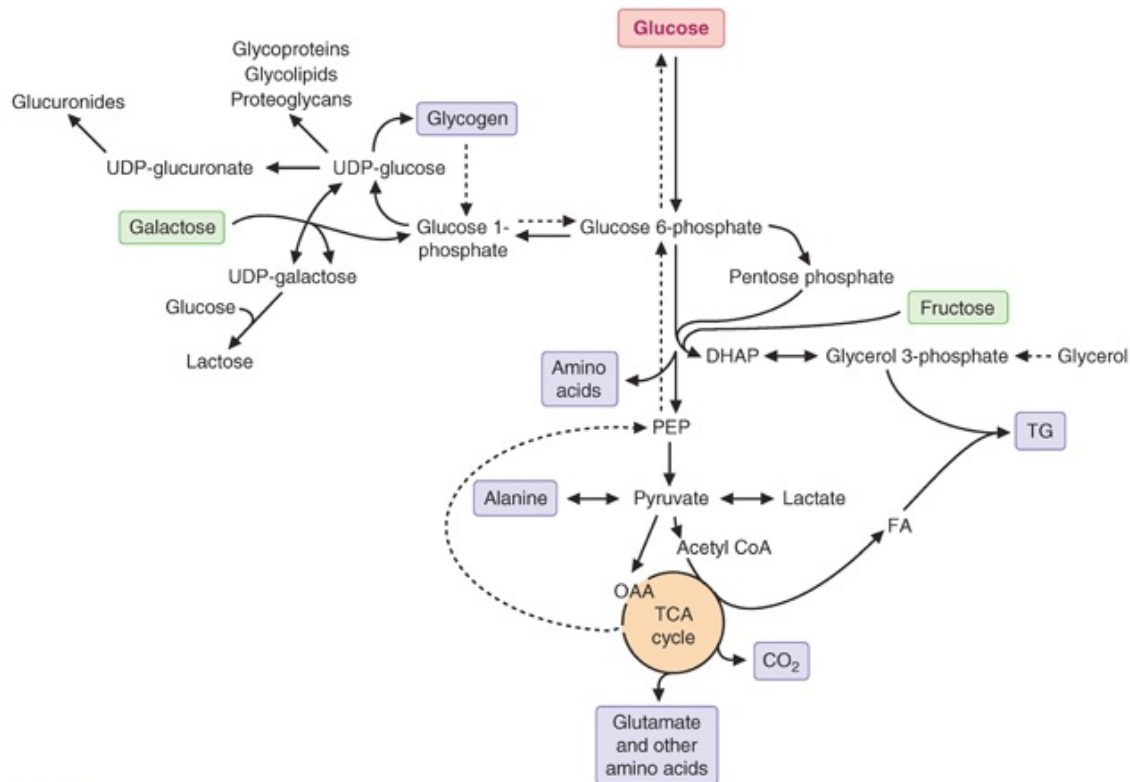 Glucose
Glycoproteins
Glycolipids
Proteoglycans
Glucuronides
Glycogen
UDP-glucuronate
UDP-glucose
Galactose
Glucose 1-
phosphate
Glucose 6-phosphate
UDP-galactose
Pentose phosphate
Glucose
Fructose
Lactose
DHAP
Glycerol 3-phosphate
Glycerol
Amino
acids
PEP
TG
Alanine
Pyruvate
Lactate
FA
Acetyl CoA
OAA
TCA
cycle
CO₂
Glutamate
and other
amino acids